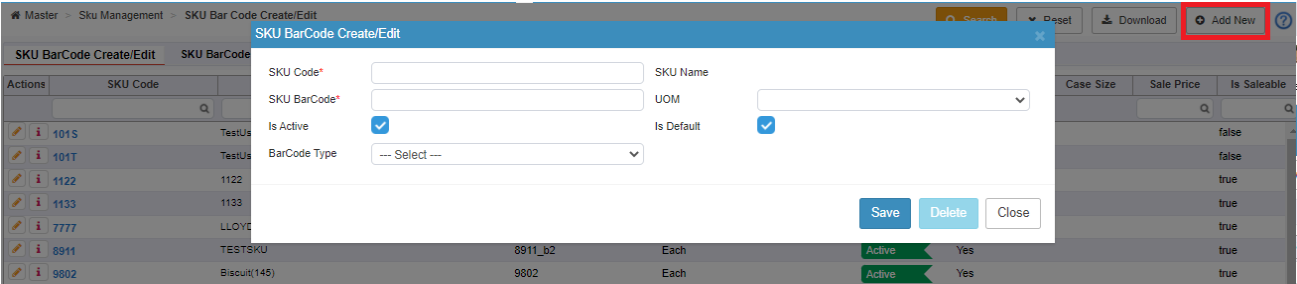 Master > Sku Management > SKU Bar Code Create/Edit
Search Reset Download Add New ?
SKU BarCode Create/Edit
SKU BarCode Create/Edit SKU BarCode
Actions SKU Code Case Size Sale Price Is Saleable
SKU Code* SKU Name
SKU BarCode* UOM
Is Active Is Default
BarCode Type --- Select ---
Save Delete Close
101S TestUs false
101T TestUs false
1122 1122 true
1133 1133 true
7777 LLOYD true
8911 TESTSKU 8911_b2 Each Active Yes true
9802 Biscuit(145) 9802 Each Active Yes true